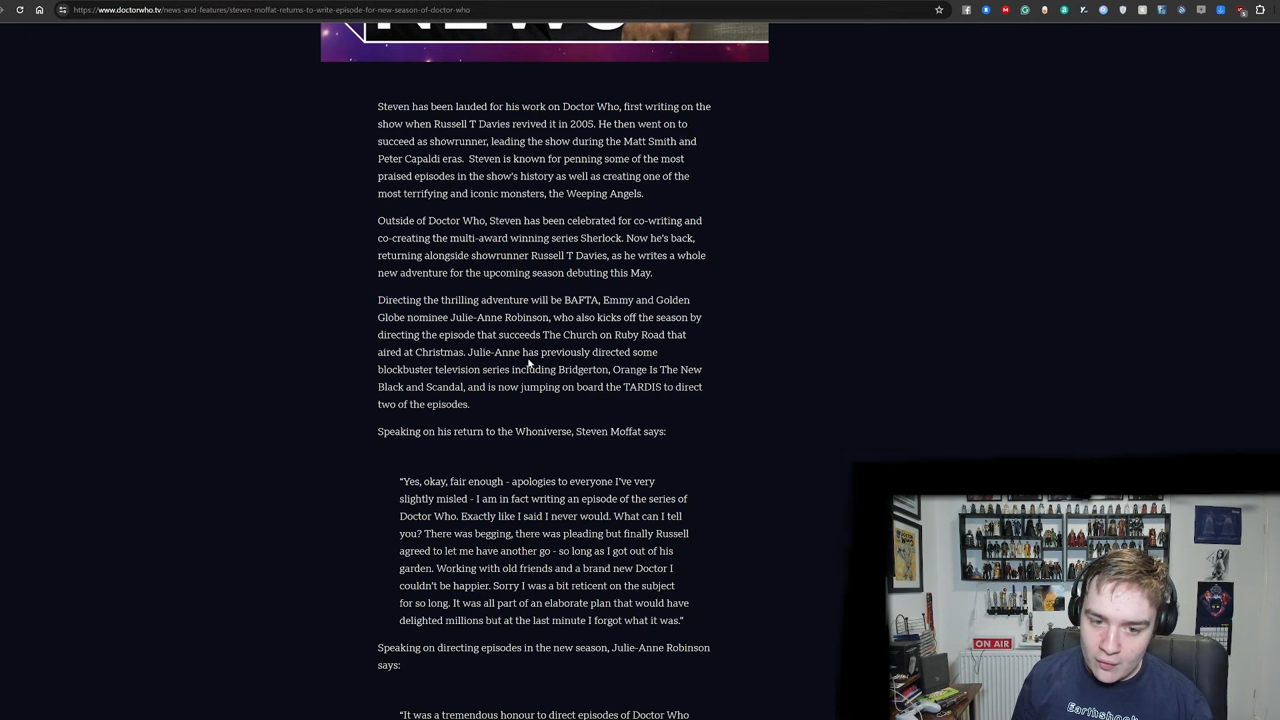 https://www.doctorwho.tv/news-and-features/steven-moffat-returns-to-write-episode-for-new-season-of-doctor-who
NEWS
Steven has been lauded for his work on Doctor Who, first writing on the
show when Russell T Davies revived it in 2005. He then went on to
succeed as showrunner, leading the show during the Matt Smith and
Peter Capaldi eras.  Steven is known for penning some of the most
praised episodes in the show's history as well as creating one of the
most terrifying and iconic monsters, the Weeping Angels.
Outside of Doctor Who, Steven has been celebrated for co-writing and
co-creating the multi-award winning series Sherlock. Now he's back,
returning alongside showrunner Russell T Davies, as he writes a whole
new adventure for the upcoming season debuting this May.
Directing the thrilling adventure will be BAFTA, Emmy and Golden
Globe nominee Julie-Anne Robinson, who also kicks off the season by
directing the episode that succeeds The Church on Ruby Road that
aired at Christmas. Julie-Anne has previously directed some
blockbuster television series including Bridgerton, Orange Is The New
Black and Scandal, and is now jumping on board the TARDIS to direct
two of the episodes.
Speaking on his return to the Whoniverse, Steven Moffat says:
“Yes, okay, fair enough - apologies to everyone I've very
slightly misled - I am in fact writing an episode of the series of
Doctor Who. Exactly like I said I never would. What can I tell
you? There was begging, there was pleading but finally Russell
agreed to let me have another go - so long as I got out of his
garden. Working with old friends and a brand new Doctor I
couldn't be happier. Sorry I was a bit reticent on the subject
for so long. It was all part of an elaborate plan that would have
delighted millions but at the last minute I forgot what it was.”
Speaking on directing episodes in the new season, Julie-Anne Robinson
says:
“It was a tremendous honour to direct episodes of Doctor Who
ON AIR
Earthshock